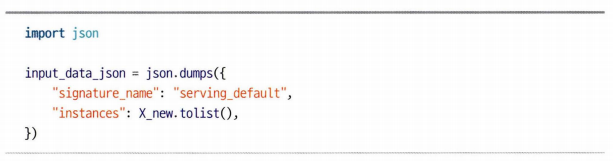 import json

input_data_json = json.dumps({
    "signature_name": "serving_default",
    "instances": X_new.tolist(),
})